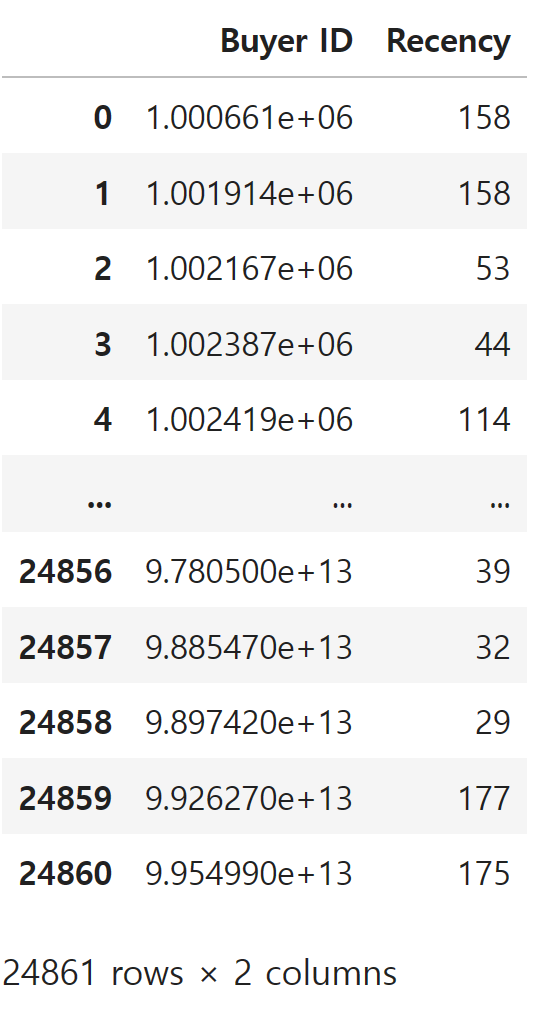 Buyer ID Recency
0 1.000661e+06 158
1 1.001914e+06 158
2 1.002167e+06 53
3 1.002387e+06 44
4 1.002419e+06 114
... ... ...
24856 9.780500e+13 39
24857 9.885470e+13 32
24858 9.897420e+13 29
24859 9.926270e+13 177
24860 9.954990e+13 175
24861 rows × 2 columns